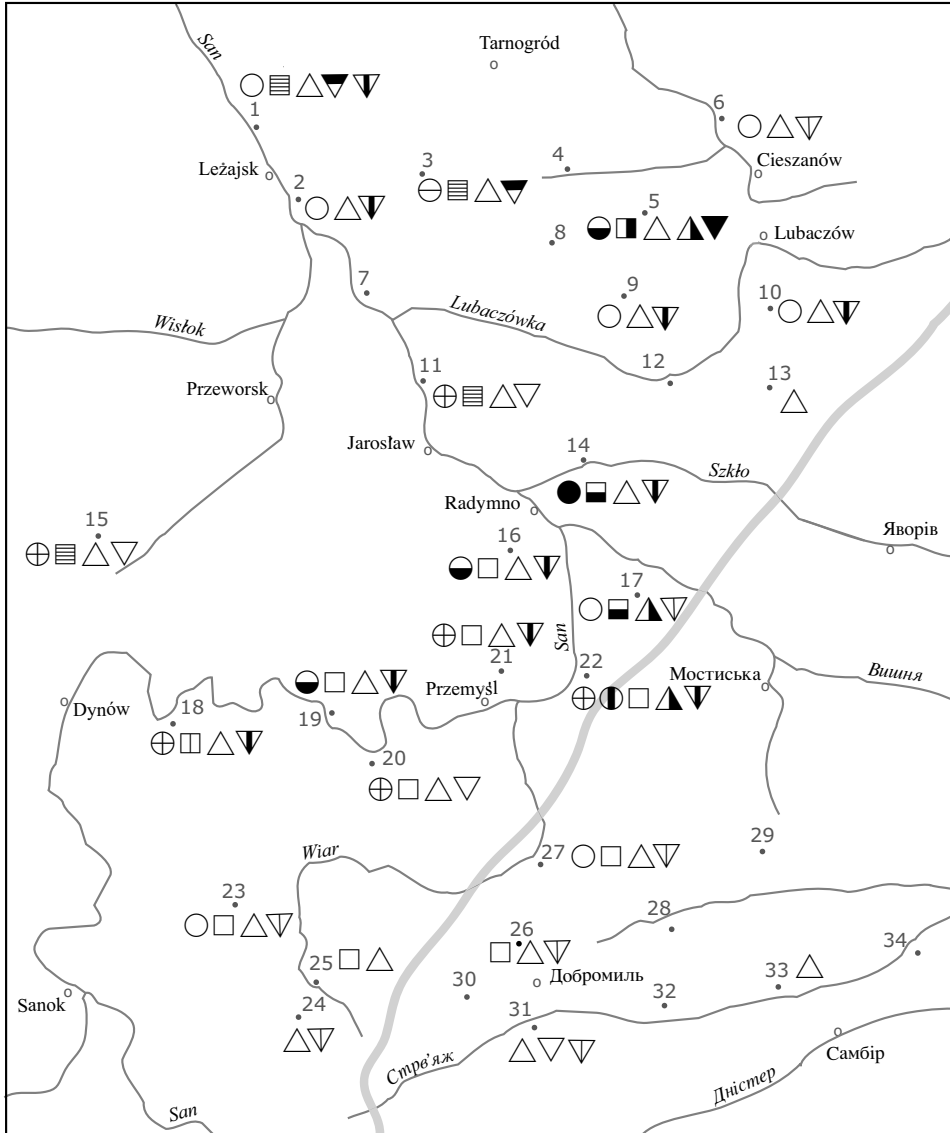 San
Tarnogród
1
6
Leżajsk
3
4
Cieszanów
2
5
8
Lubaczów
7
9
10
Lubaczówka
Wisłok
11
12
13
Przeworsk
Jarosław
14
Szkło
Radymno
15
16
Яворів
17
San
21
22
Мостиська
Вишня
Przemyśl
Dynów
18
19
20
29
Wiar
27
23
28
26
34
25
Добромиль
33
Sanok
30
32
24
31
Самбір
Стрв'яж
Дністер
San